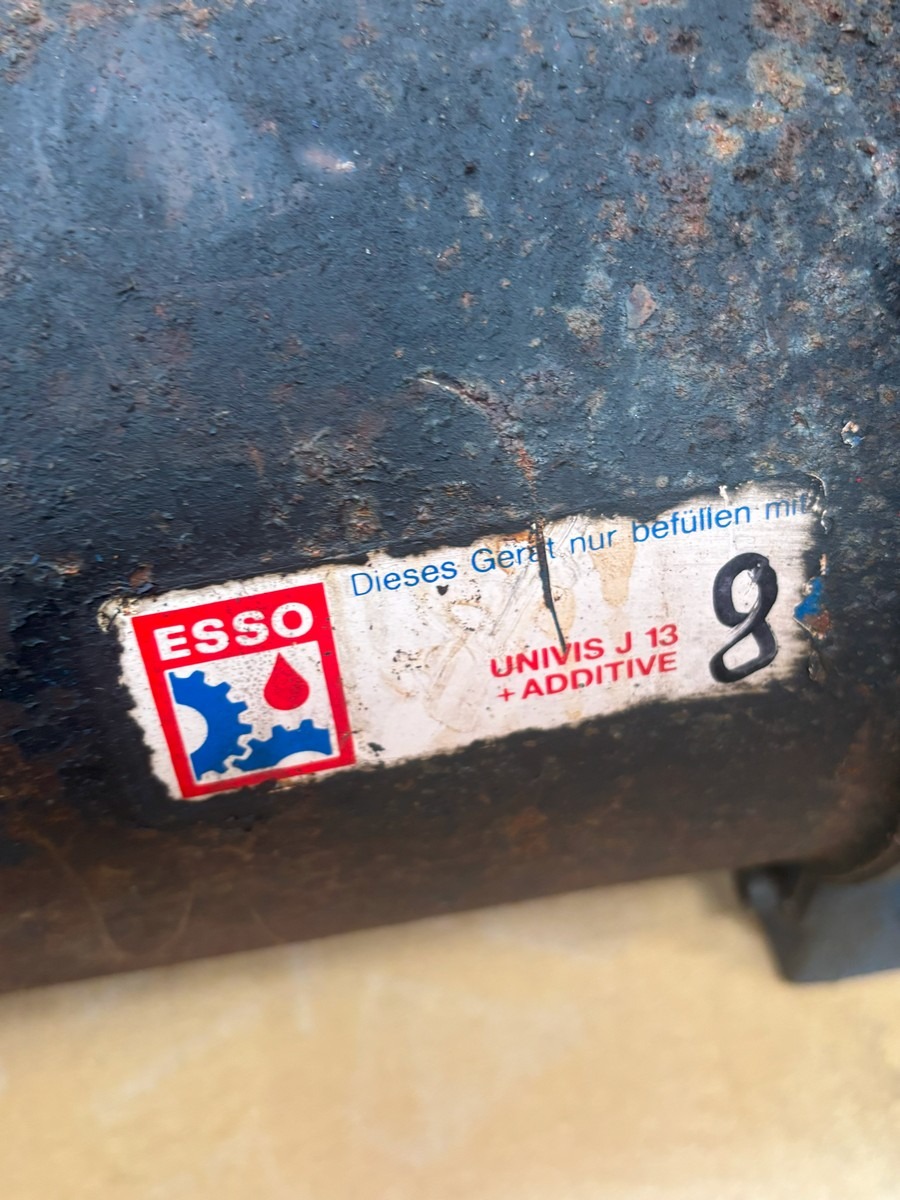 Dieses Gerät nur befüllen mit
ESSO
UNIVIS J 13
+ ADDITIVE
8